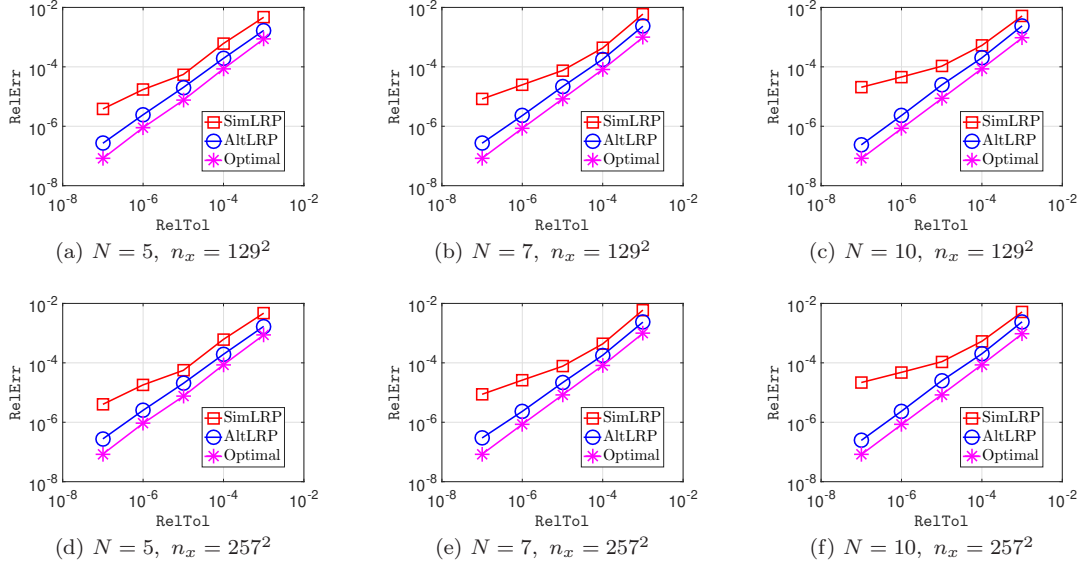 10^-2
10^-4
RelErr
10^-6
10^-8
SimLRP
AltLRP
Optimal
10^-8 10^-6 10^-4 10^-2
RelTol
(a) N = 5, n_x = 129^2
10^-2
10^-4
RelErr
10^-6
10^-8
SimLRP
AltLRP
Optimal
10^-8 10^-6 10^-4 10^-2
RelTol
(b) N = 7, n_x = 129^2
10^-2
10^-4
RelErr
10^-6
10^-8
SimLRP
AltLRP
Optimal
10^-8 10^-6 10^-4 10^-2
RelTol
(c) N = 10, n_x = 129^2
10^-2
10^-4
RelErr
10^-6
10^-8
SimLRP
AltLRP
Optimal
10^-8 10^-6 10^-4 10^-2
RelTol
(d) N = 5, n_x = 257^2
10^-2
10^-4
RelErr
10^-6
10^-8
SimLRP
AltLRP
Optimal
10^-8 10^-6 10^-4 10^-2
RelTol
(e) N = 7, n_x = 257^2
10^-2
10^-4
RelErr
10^-6
10^-8
SimLRP
AltLRP
Optimal
10^-8 10^-6 10^-4 10^-2
RelTol
(f) N = 10, n_x = 257^2